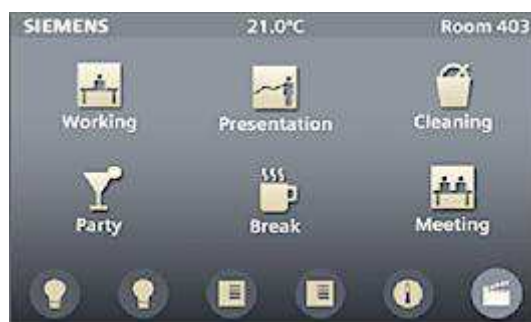 SIEMENS 21.0°C Room 403
Working Presentation Cleaning
Party Break Meeting